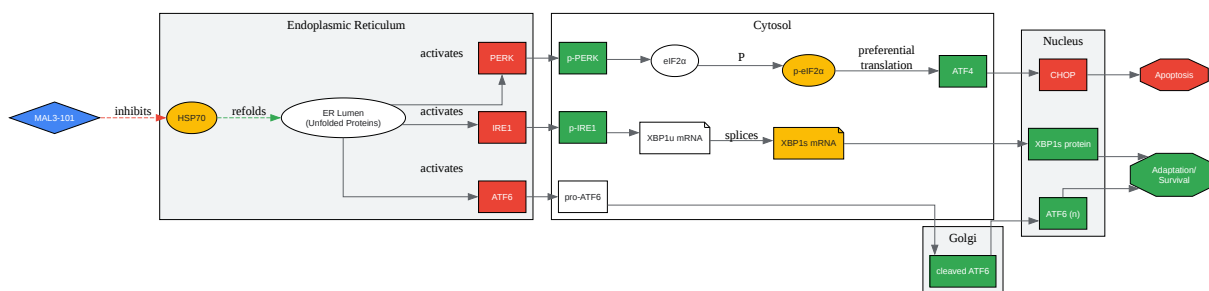 Endoplasmic Reticulum
Cytosol
Nucleus
activates
PERK
p-PERK
eIF2α
P
p-eIF2α
preferential
translation
ATF4
CHOP
Apoptosis
MAL3-101
inhibits
HSP70
refolds
ER Lumen
(Unfolded Proteins)
activates
IRE1
p-IRE1
XBP1u mRNA
splices
XBP1s mRNA
XBP1s protein
Adaptation/
Survival
activates
ATF6
pro-ATF6
ATF6 (n)
Golgi
cleaved ATF6